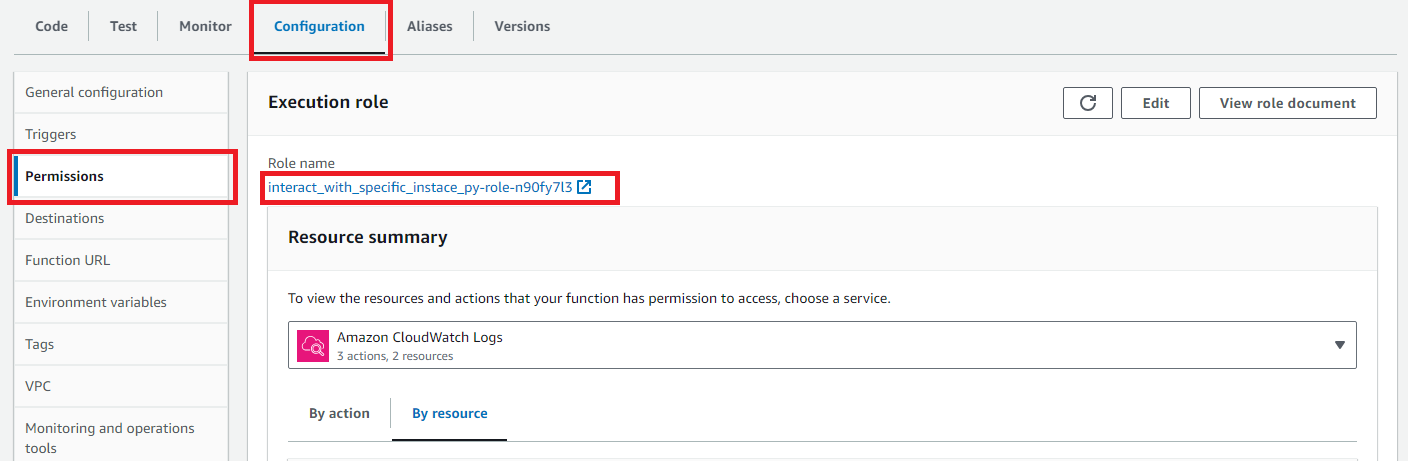 Code
Test
Monitor
Configuration
Aliases
Versions
General configuration
Triggers
Permissions
Destinations
Function URL
Environment variables
Tags
VPC
Monitoring and operations
tools
Execution role
Edit
View role document
Role name
interact_with_specific_instace_py-role-n90fy7l3
Resource summary
To view the resources and actions that your function has permission to access, choose a service.
Amazon CloudWatch Logs
3 actions, 2 resources
By action
By resource